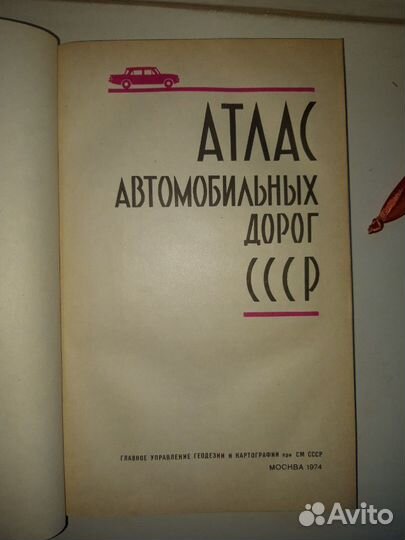 АТЛАС
АВТОМОБИЛЬНЫХ
ДОРОГ
СССР
ГЛАВНОЕ УПРАВЛЕНИЕ ГЕОДЕЗИИ И КАРТОГРАФИИ при СМ СССР
МОСКВА 1974
Avito